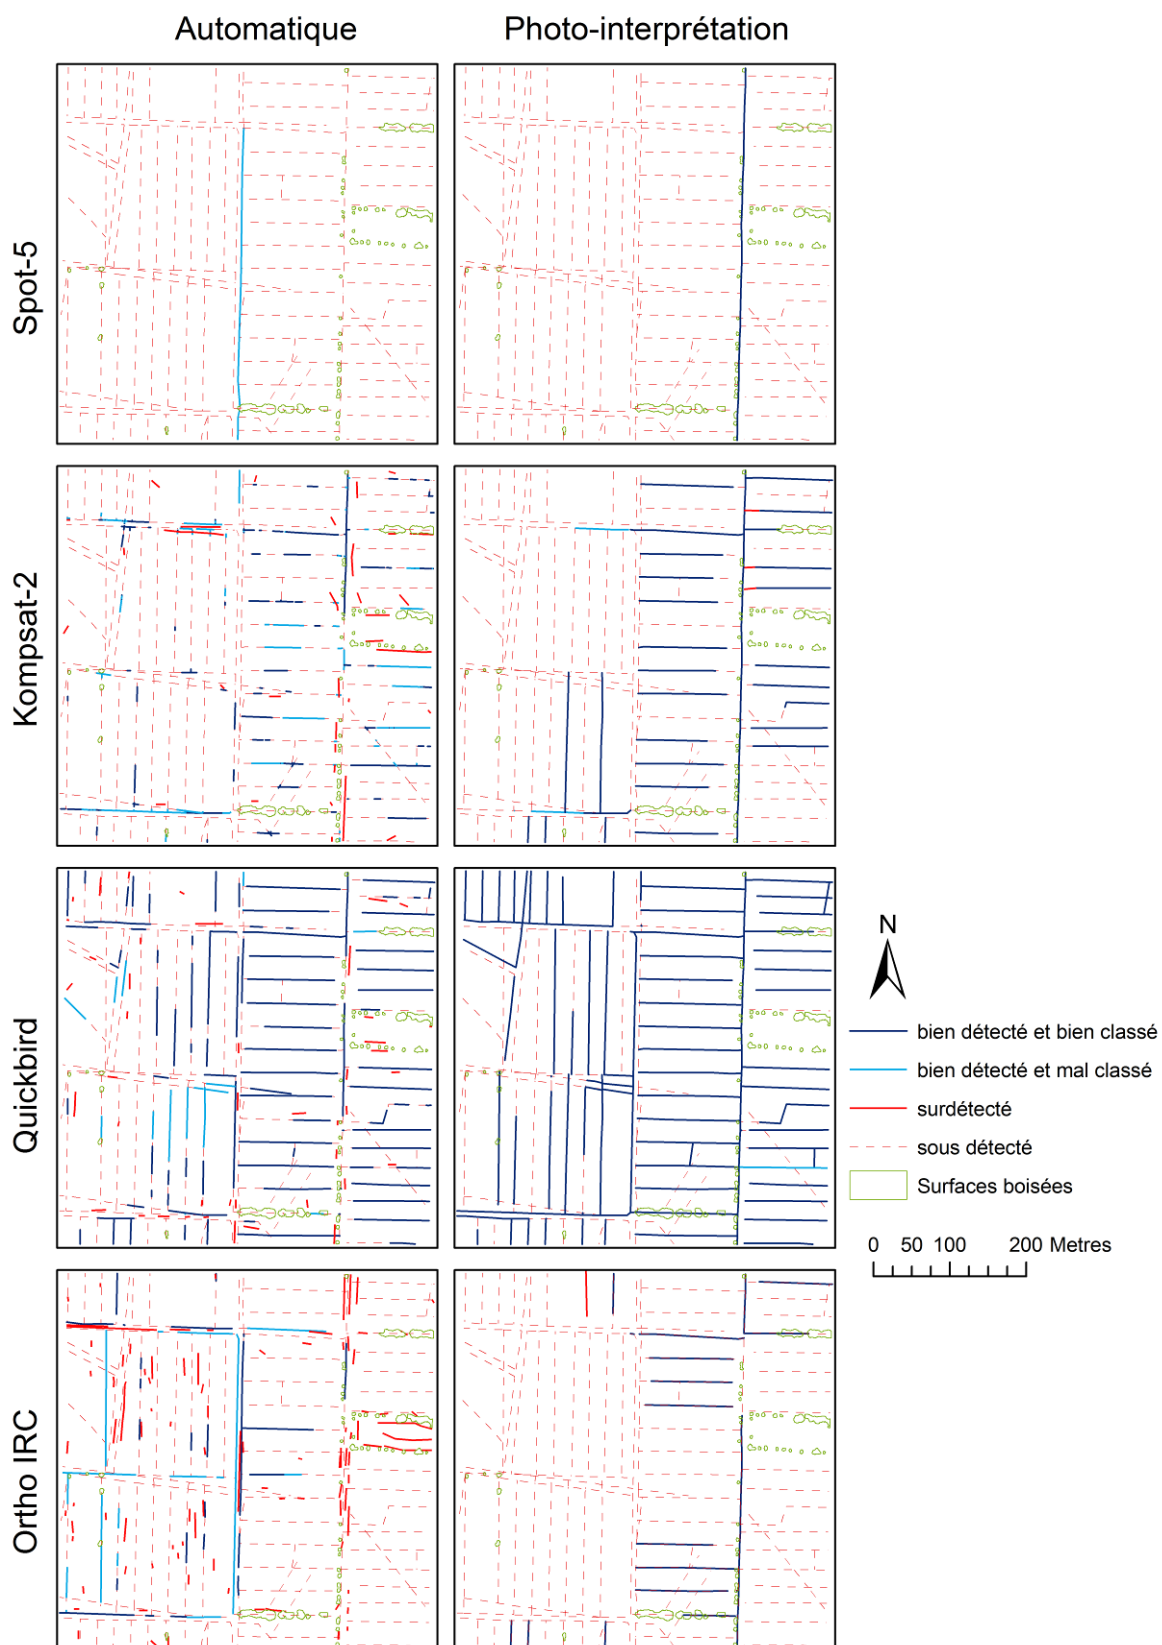 Automatique
Photo-interprétation
Spot-5
Kompsat-2
Quickbird
Ortho IRC
N
bien détecté et bien classé
bien détecté et mal classé
surdétecté
sous détecté
Surfaces boisées
0 50 100 200 Metres